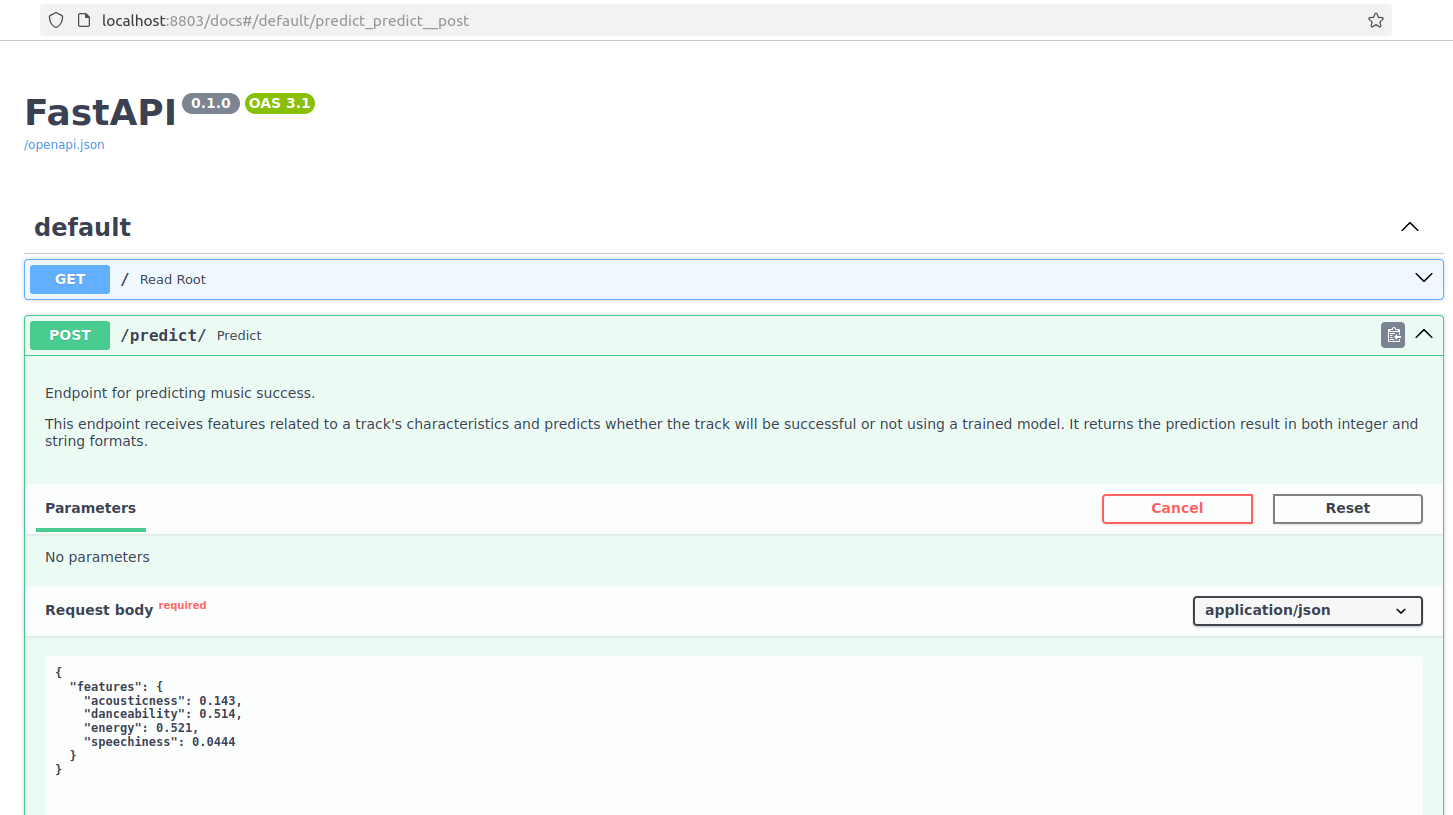 localhost:8803/docs#/default/predict_predict__post
FastAPI 0.1.0 OAS 3.1
/openapi.json
default
GET / Read Root
POST /predict/ Predict
Endpoint for predicting music success.
This endpoint receives features related to a track's characteristics and predicts whether the track will be successful or not using a trained model. It returns the prediction result in both integer and
string formats.
Parameters Cancel Reset
No parameters
Request body required application/json
{
  "features": {
    "acousticness": 0.143,
    "danceability": 0.514,
    "energy": 0.521,
    "speechiness": 0.0444
  }
}